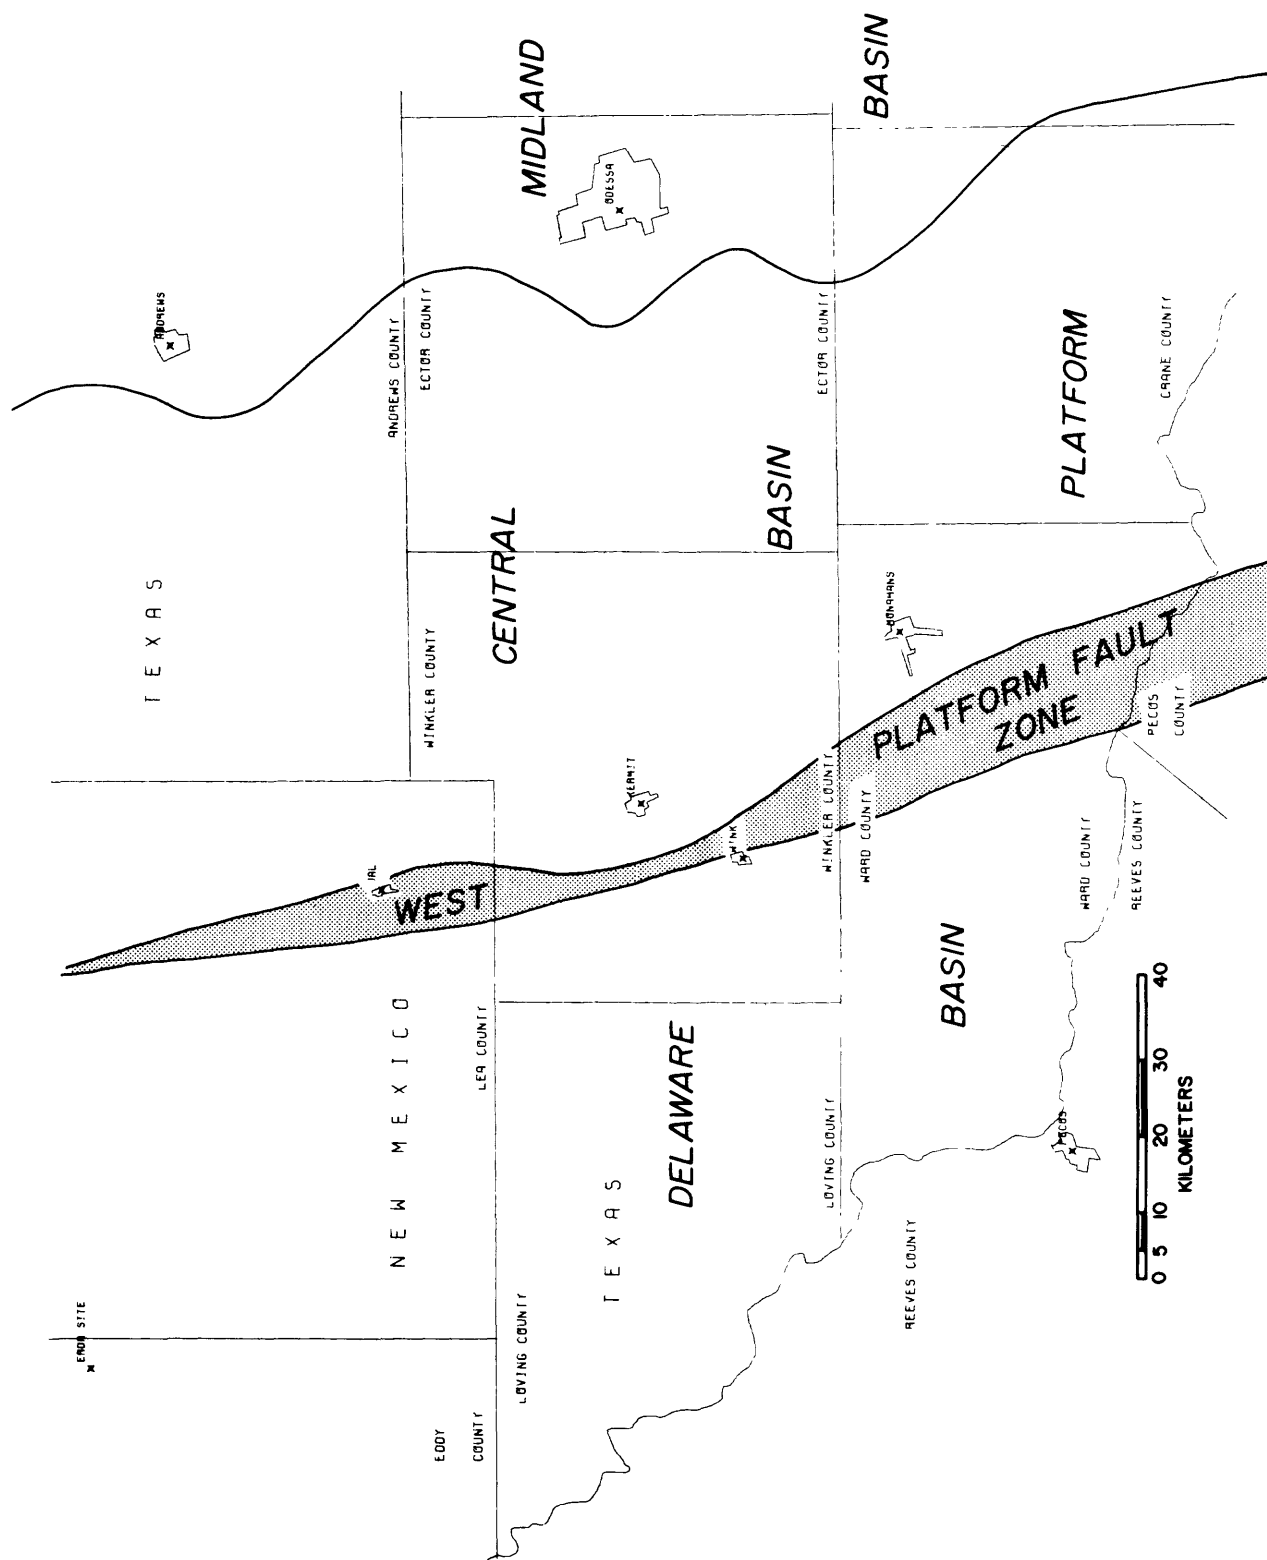 ERDA SITE
NEW MEXICO
TEXAS
ANDREWS
EDDY
COUNTY
LEA COUNTY
JAL
WEST
ANDREWS COUNTY
LOVING COUNTY
WINKLER COUNTY
ECTOR COUNTY
TEXAS
DELAWARE
BASIN
CENTRAL
BASIN
PLATFORM
MIDLAND
BASIN
KERMIT
WINK
ODESSA
LOVING COUNTY
WINKLER COUNTY
ECTOR COUNTY
REEVES COUNTY
WARD COUNTY
MONAHANS
PLATFORM FAULT
ZONE
PECOS
WARD COUNTY
REEVES COUNTY
PECOS
COUNTY
CRANE COUNTY
0 5 10 20 30 40
KILOMETERS